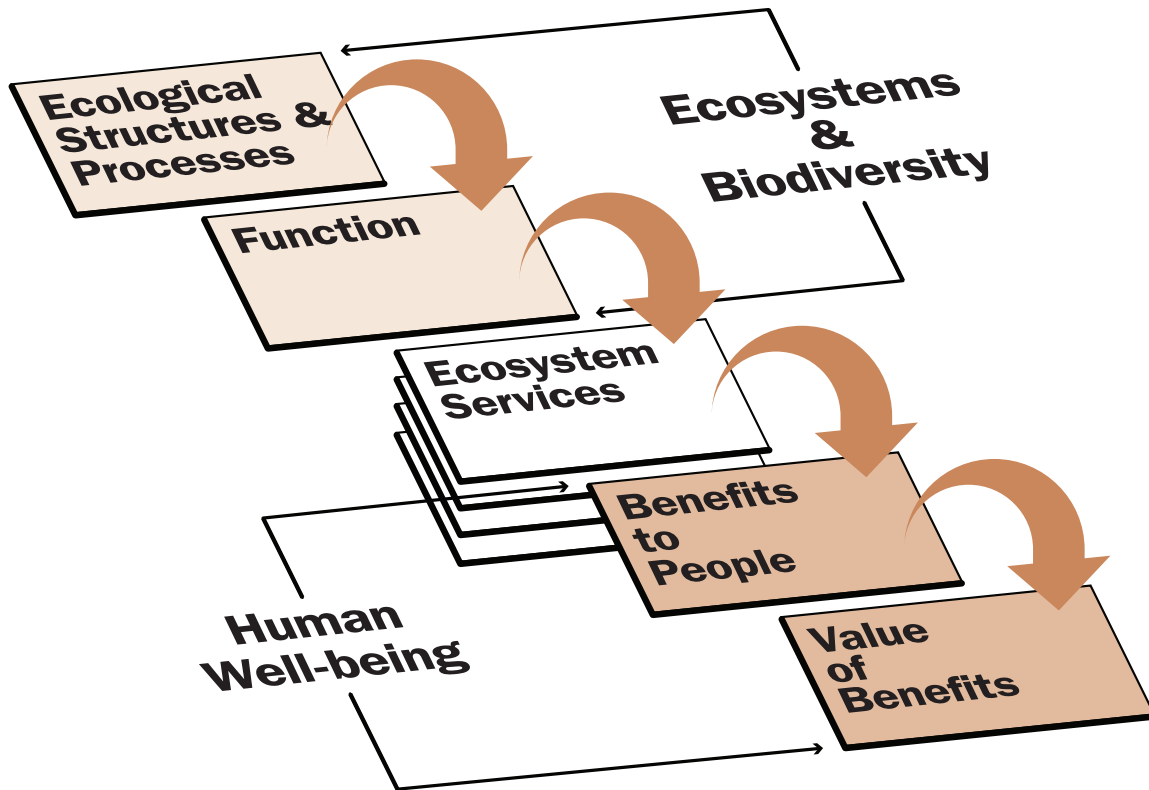 Ecological
Structures &
Processes
Ecosystems
&
Biodiversity
Function
Ecosystem
Services
Benefits
to
People
Human
Well-being
Value
of
Benefits